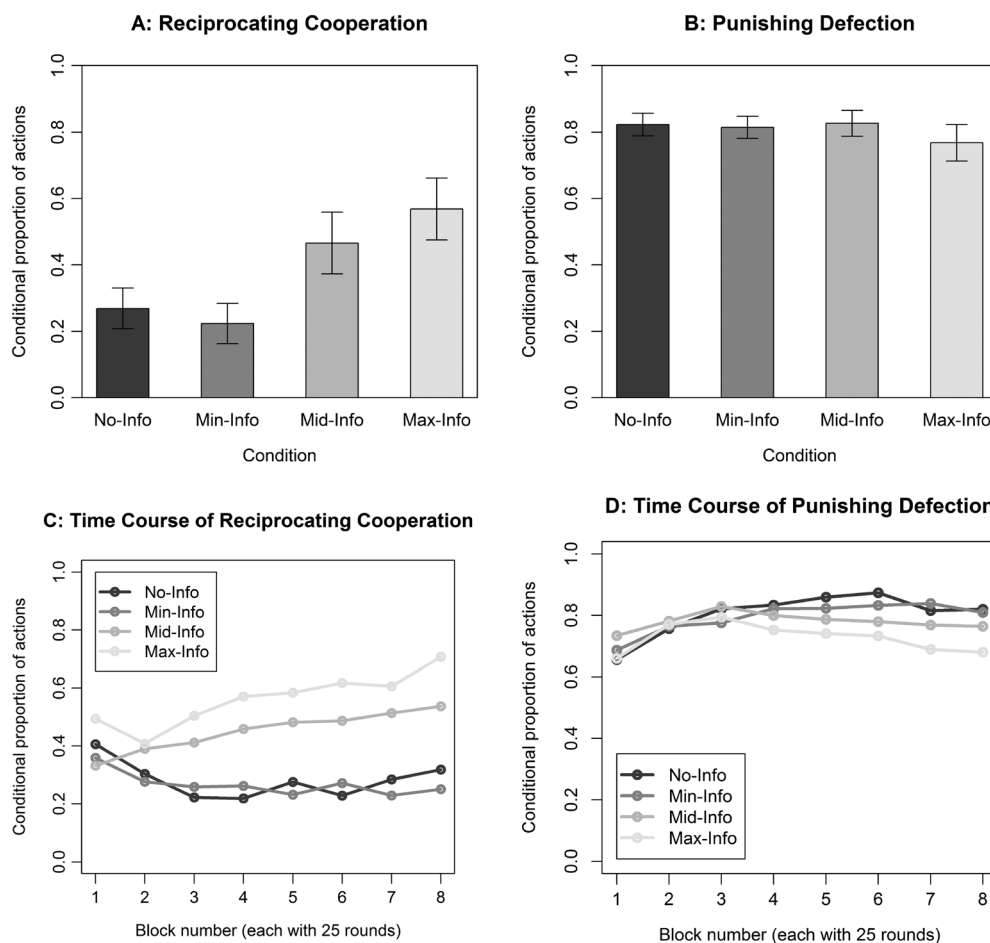 A: Reciprocating Cooperation
Conditional proportion of actions
1.0
0.8
0.6
0.4
0.2
0.0
No-Info Min-Info Mid-Info Max-Info
Condition
B: Punishing Defection
Conditional proportion of actions
1.0
0.8
0.6
0.4
0.2
0.0
No-Info Min-Info Mid-Info Max-Info
Condition
C: Time Course of Reciprocating Cooperation
Conditional proportion of actions
1.0
0.8
0.6
0.4
0.2
0.0
No-Info
Min-Info
Mid-Info
Max-Info
1 2 3 4 5 6 7 8
Block number (each with 25 rounds)
D: Time Course of Punishing Defection
Conditional proportion of actions
1.0
0.8
0.6
0.4
0.2
0.0
No-Info
Min-Info
Mid-Info
Max-Info
1 2 3 4 5 6 7 8
Block number (each with 25 rounds)